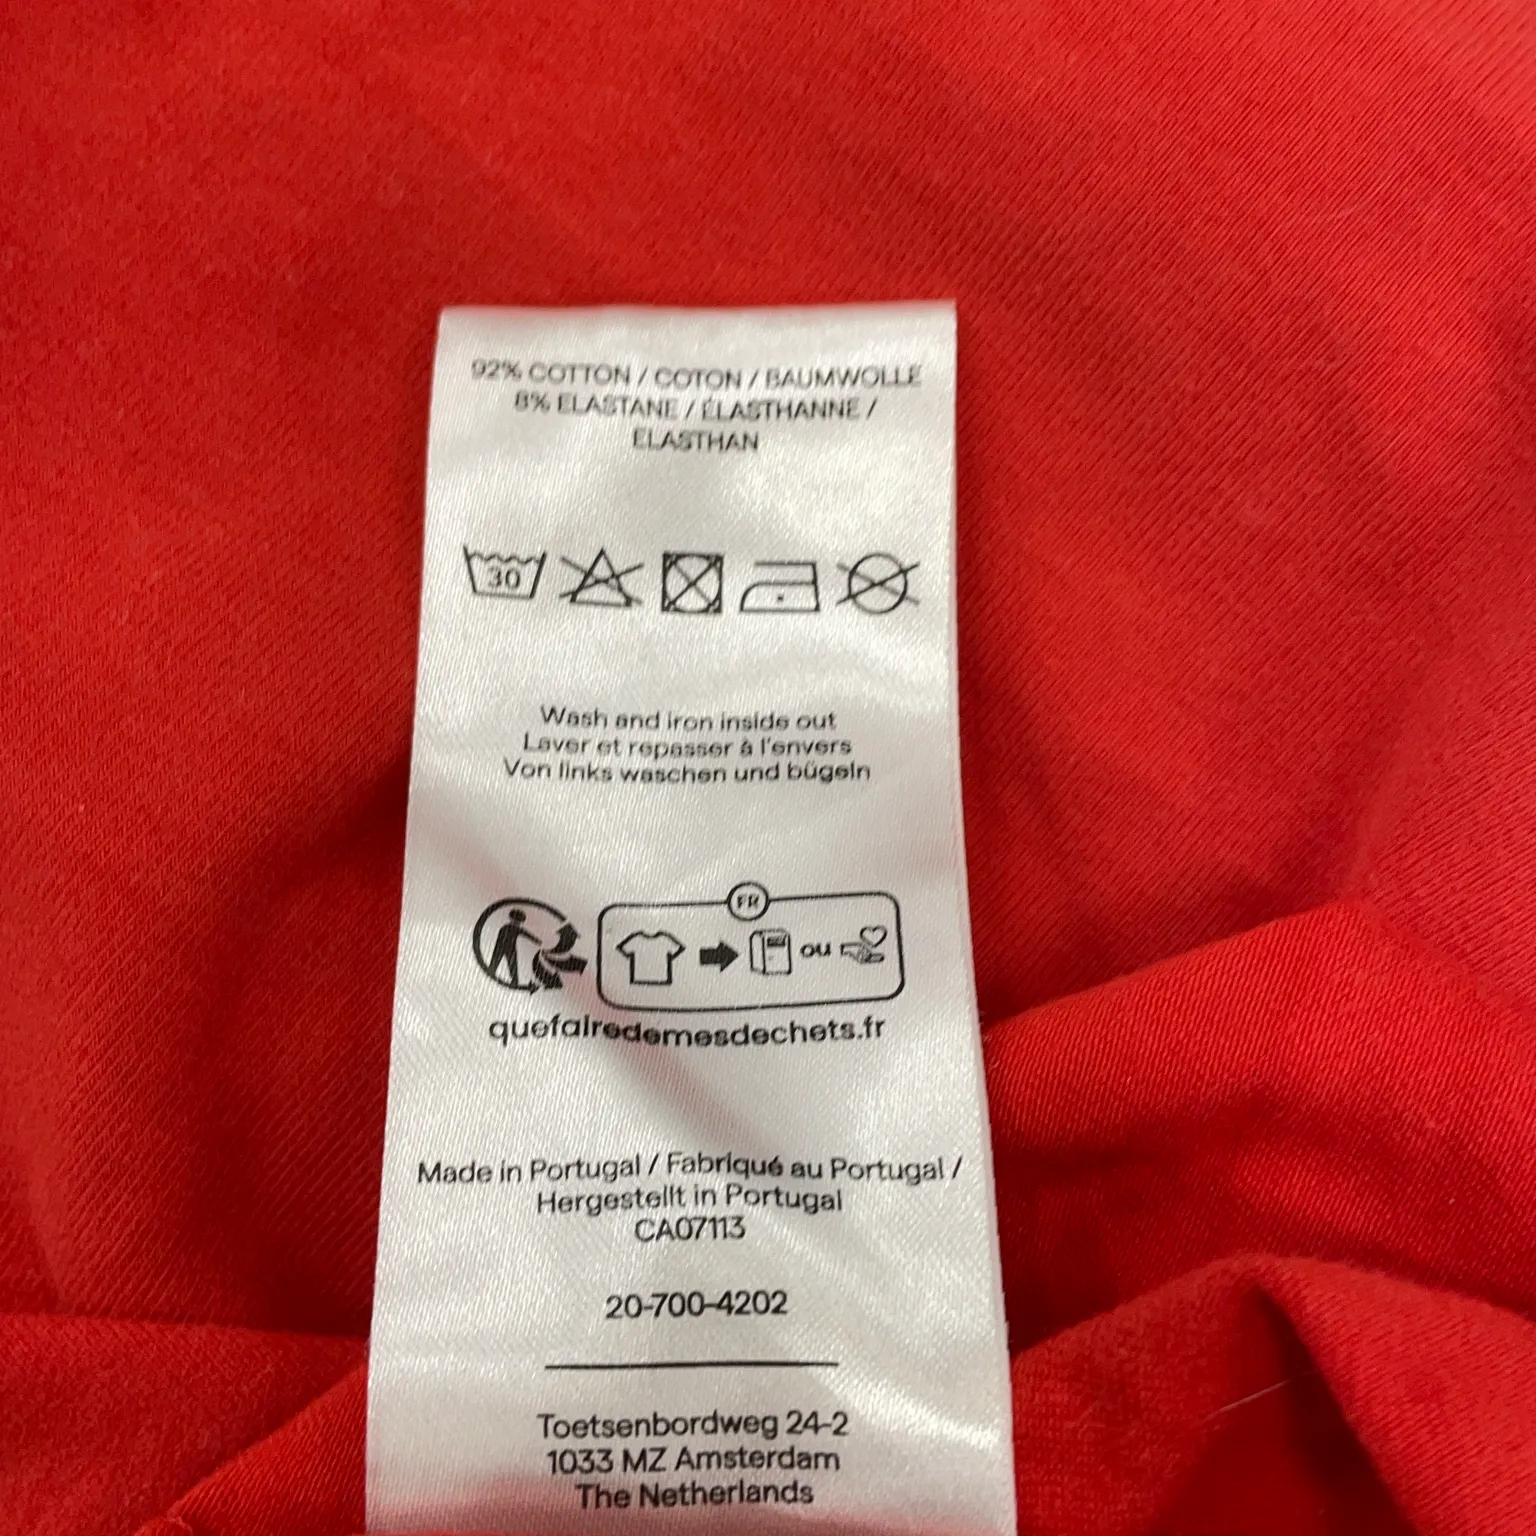 92% COTTON / COTON / BAUMWOLLE
8% ELASTANE / ÉLASTHANNE /
ELASTHAN
30
Wash and iron inside out
Laver et repasser à l'envers
Von links waschen und bügeln
FR
ou
quefairedemesdechets.fr
Made in Portugal / Fabriqué au Portugal /
Hergestellt in Portugal
CA07113
20-700-4202
Toetsenbordweg 24-2
1033 MZ Amsterdam
The Netherlands